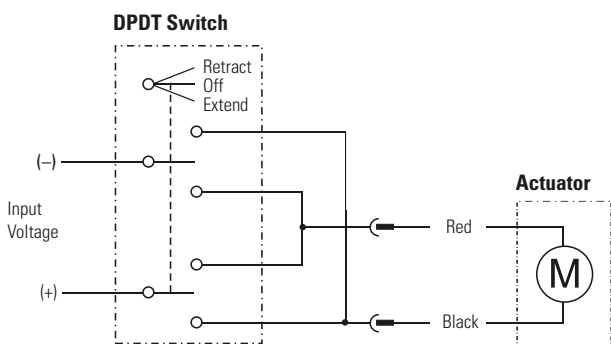 DPDT Switch
Retract
Off
Extend
(–)
Input
Voltage
(+)
Actuator
Red
M
Black